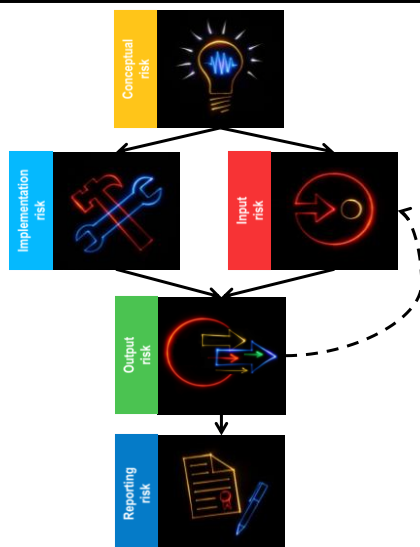 Conceptual
risk
Implementation
risk
Input
risk
Output
risk
Reporting
risk